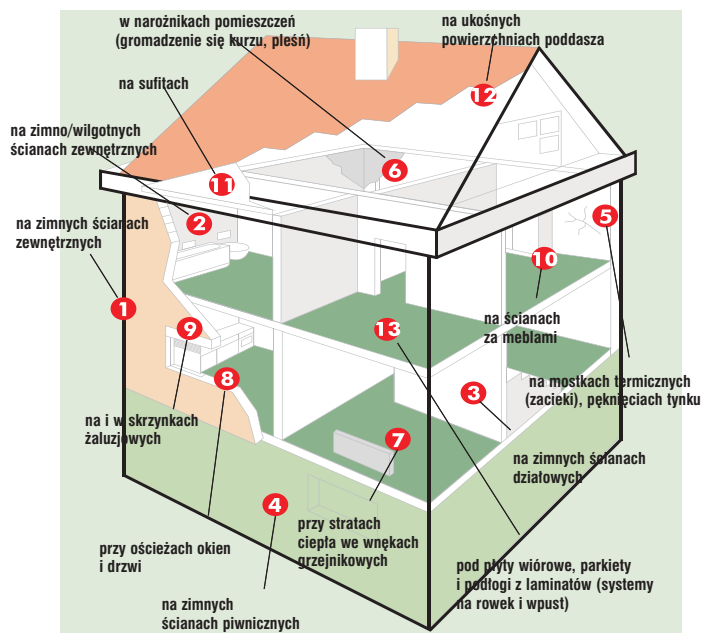 w narożnikach pomieszczeń
(gromadzenie się kurzu, pleśń)
na ukośnych
powierzchniach poddasza
na sufitach
12
na zimno/wilgotnych
ścianach zewnętrznych
6
11
2
5
na zimnych ścianach
zewnętrznych
10
1
9
13
na ścianach
za meblami
8
3
na mostkach termicznych
(zacieki), pęknięciach tynku
na i w skrzynkach
żaluzjowych
7
na zimnych ścianach
działowych
4
przy stratach
ciepła we wnękach
grzejnikowych
przy ościeżach okien
i drzwi
pod płyty wiórowe, parkiety
i podłogi z laminatów (systemy
na rowek i wpust)
na zimnych
ścianach piwnicznych